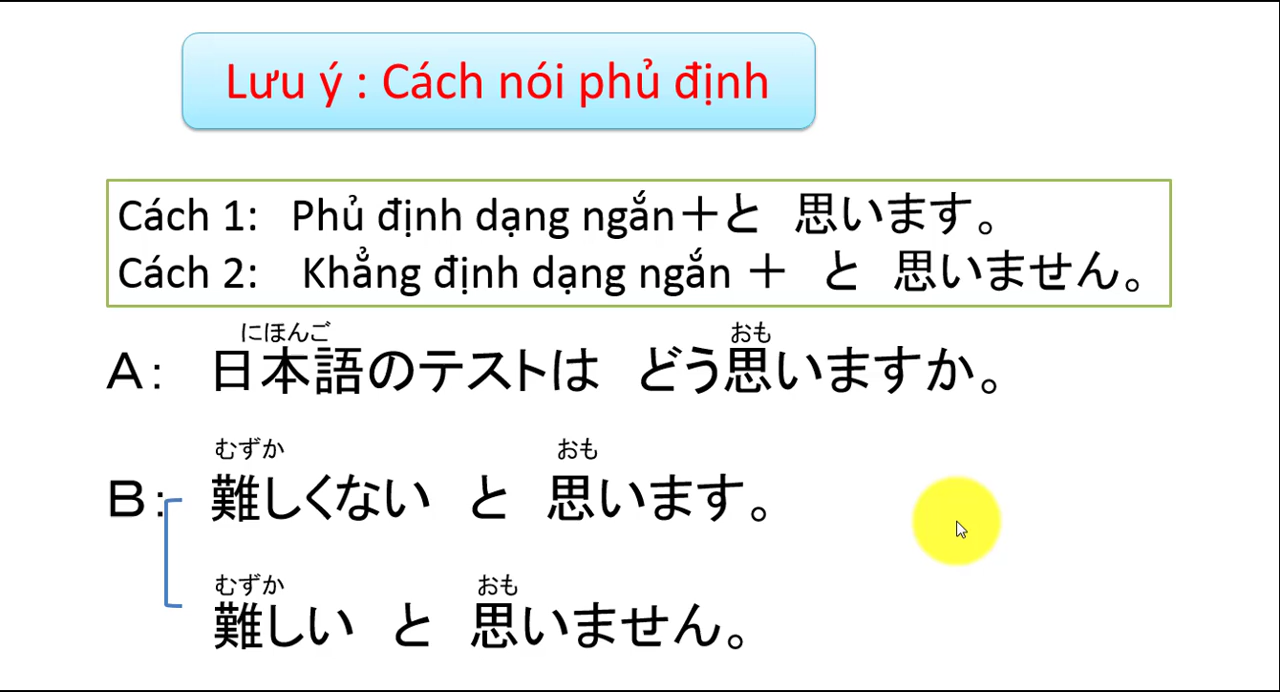 Lưu ý : Cách nói phủ định
Cách 1: Phủ định dạng ngắn＋と 思います。
Cách 2: Khẳng định dạng ngắn ＋ と 思いません。
にほんご おも
A: 日本語のテストは どう思いますか。
むずか おも
B: 難しくない と 思います。
むずか おも
難しい と 思いません。